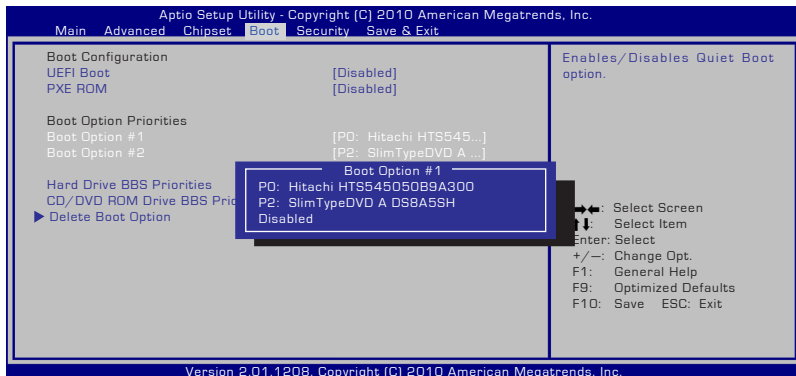 Aptio Setup Utility - Copyright (C) 2010 American Megatrends, Inc.
Main Advanced Chipset Boot Security Save & Exit
Boot Configuration
UEFI Boot [Disabled]
PXE ROM [Disabled]
Boot Option Priorities
Boot Option #1 [P0: Hitachi HTS545...]
Boot Option #2 [P2: SlimTypeDVD A ...]
Hard Drive BBS Priorities
CD/DVD ROM Drive BBS Prio
Delete Boot Option
Boot Option #1
P0: Hitachi HTS545050B9A300
P2: SlimTypeDVD A DS8A5SH
Disabled
Enables/Disables Quiet Boot
option.
→←: Select Screen
↑↓: Select Item
Enter: Select
+/—: Change Opt.
F1: General Help
F9: Optimized Defaults
F10: Save ESC: Exit
Version 2.01.1208. Copyright (C) 2010 American Megatrends, Inc.